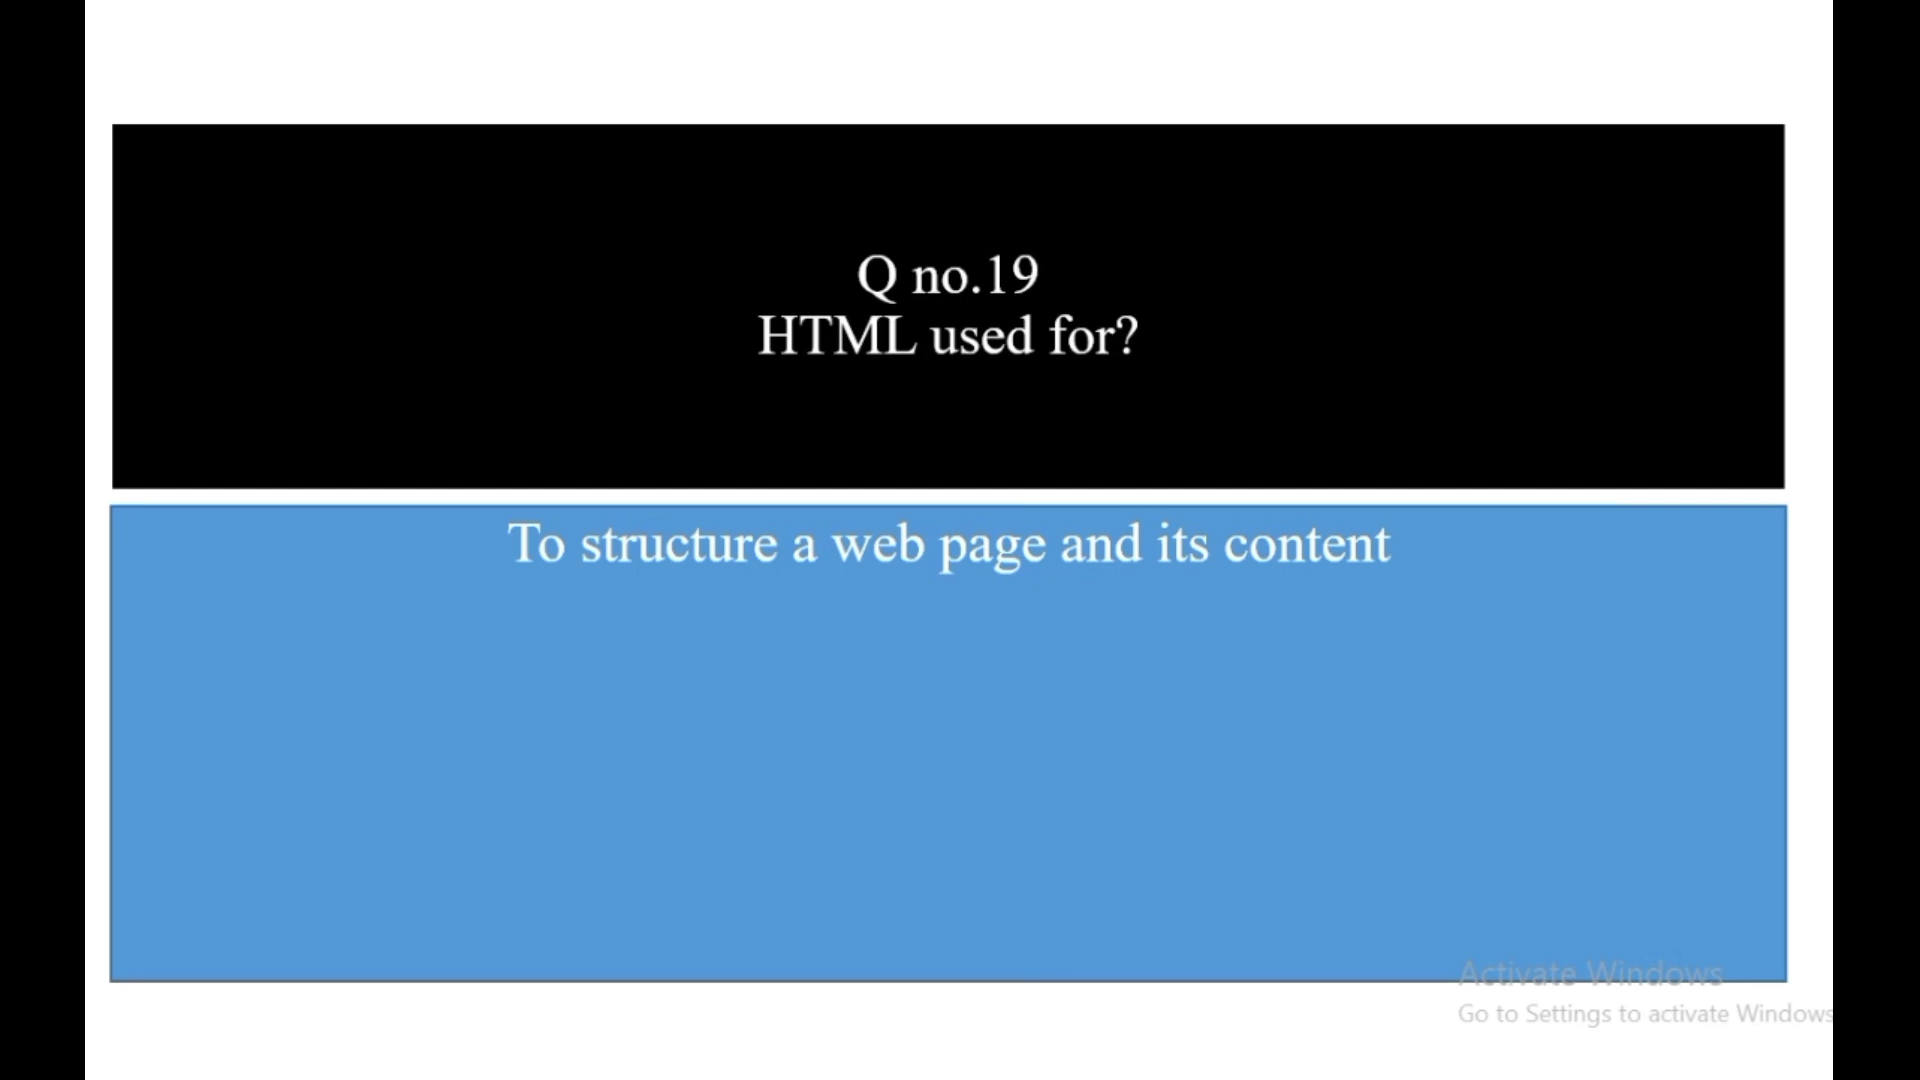 Q no.19
HTML used for?
To structure a web page and its content
Activate Windows
Go to Settings to activate Windows